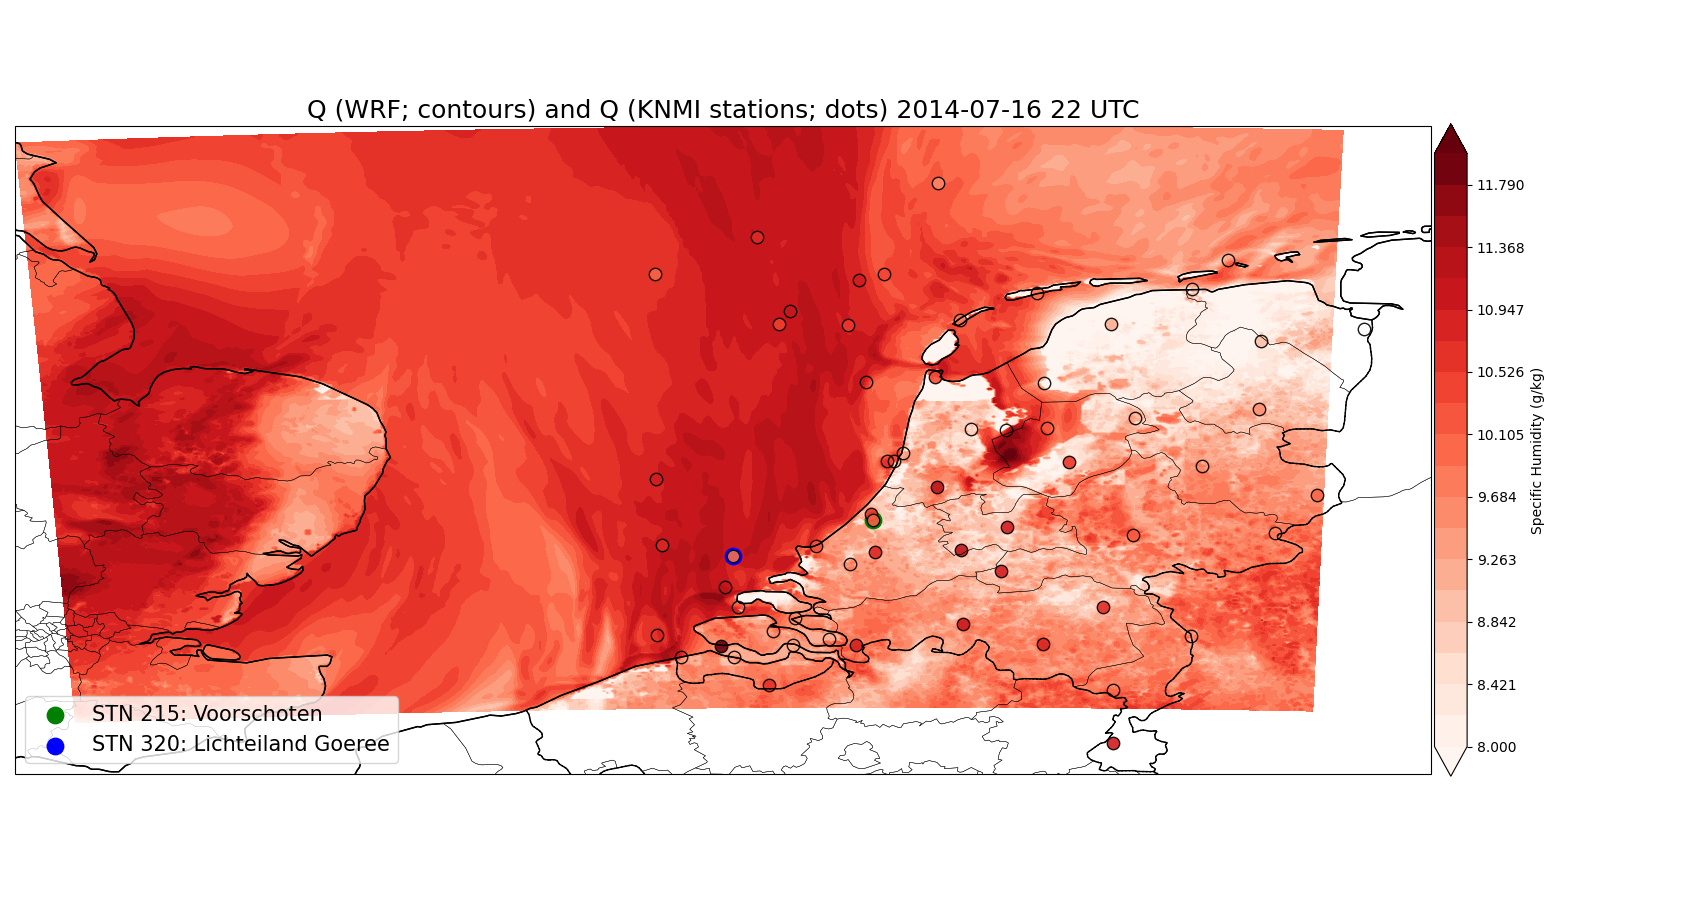 Q (WRF; contours) and Q (KNMI stations; dots) 2014-07-16 22 UTC
11.790
11.368
10.947
10.526
10.105
9.684
9.263
8.842
8.421
8.000
Specific Humidity (g/kg)
STN 215: Voorschoten
STN 320: Lichteiland Goeree